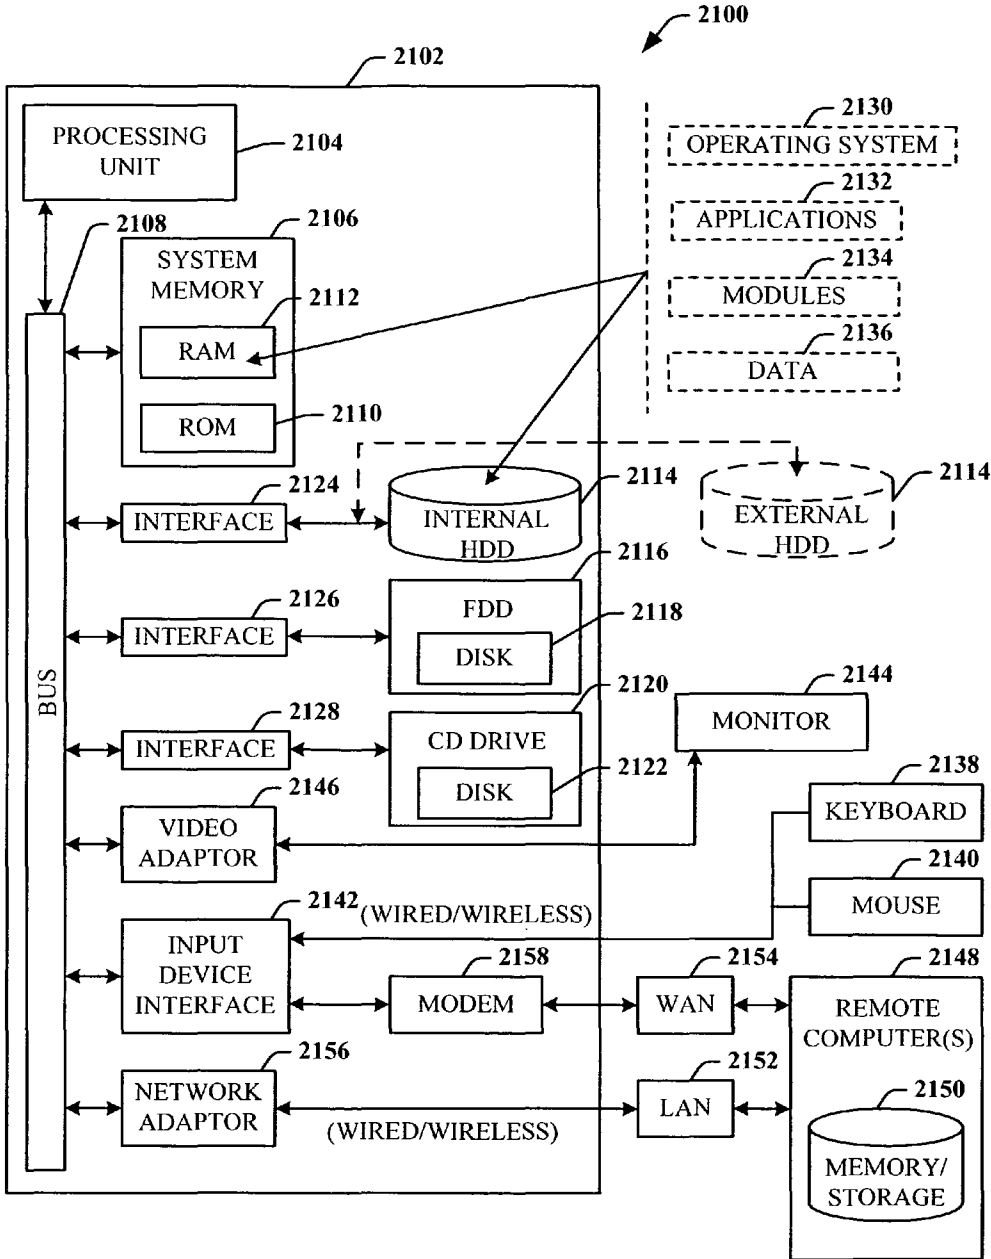 2100
2102
PROCESSING
UNIT
2104
2130
OPERATING SYSTEM
2132
APPLICATIONS
2134
MODULES
2136
DATA
2108
2106
SYSTEM
MEMORY
2112
RAM
2110
ROM
2124
INTERFACE
2114
INTERNAL
HDD
2114
EXTERNAL
HDD
2116
FDD
2126
INTERFACE
2118
DISK
BUS
2120
CD DRIVE
2128
INTERFACE
2122
DISK
2144
MONITOR
2146
VIDEO
ADAPTOR
2138
KEYBOARD
2140
MOUSE
2142
(WIRED/WIRELESS)
INPUT
DEVICE
INTERFACE
2158
MODEM
2154
WAN
2148
REMOTE
COMPUTER(S)
2156
NETWORK
ADAPTOR
(WIRED/WIRELESS)
2152
LAN
2150
MEMORY/
STORAGE